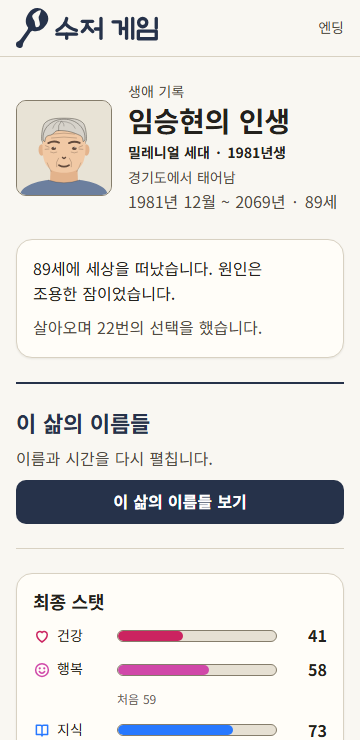 수저 게임
엔딩
생애 기록
임승현의 인생
밀레니얼 세대 · 1981년생
경기도에서 태어남
1981년 12월 ~ 2069년 · 89세
89세에 세상을 떠났습니다. 원인은
조용한 잠이었습니다.
살아오며 22번의 선택을 했습니다.
이 삶의 이름들
이름과 시간을 다시 펼칩니다.
이 삶의 이름들 보기
최종 스탯
건강 41
행복 58
처음 59
지식 73